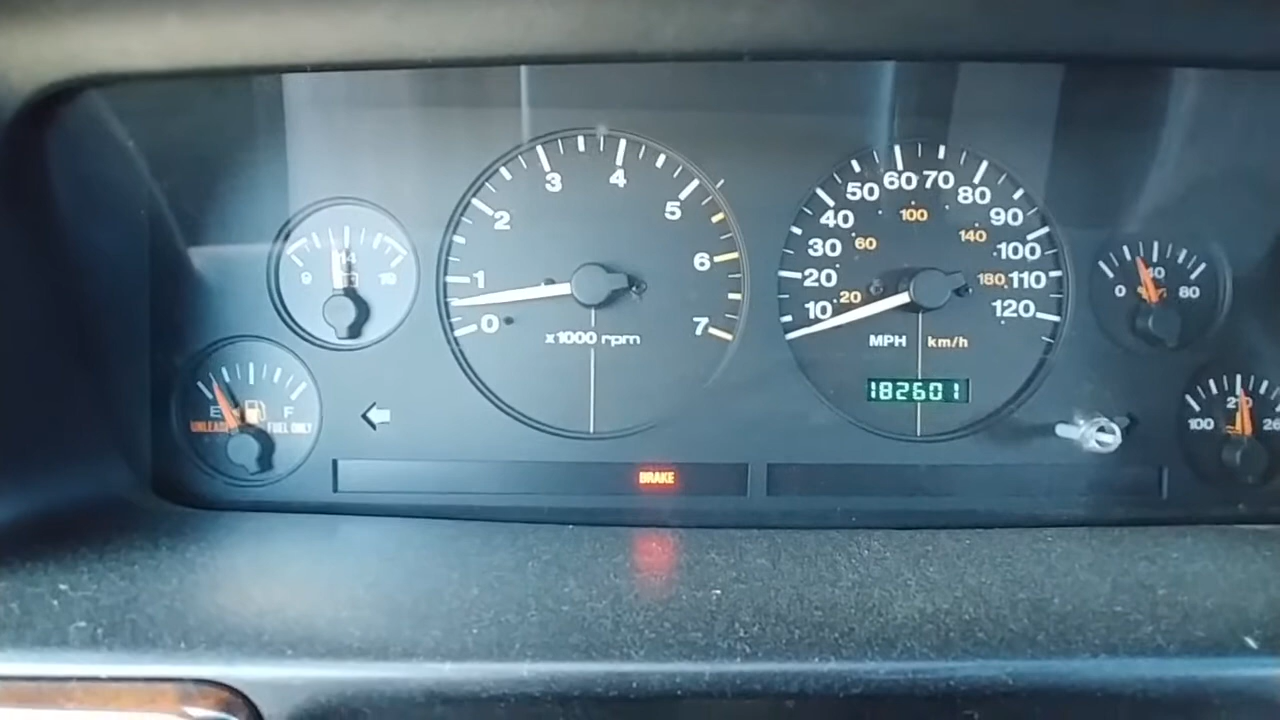 9 14 19
E F
UNLEADED FUEL ONLY
0 1 2 3 4 5 6 7
x1000 rpm
10 20 30 40 50 60 70 80 90 100 110 120
20 60 100 140 180
MPH km/h
182601
0 40 80
100 210
BRAKE